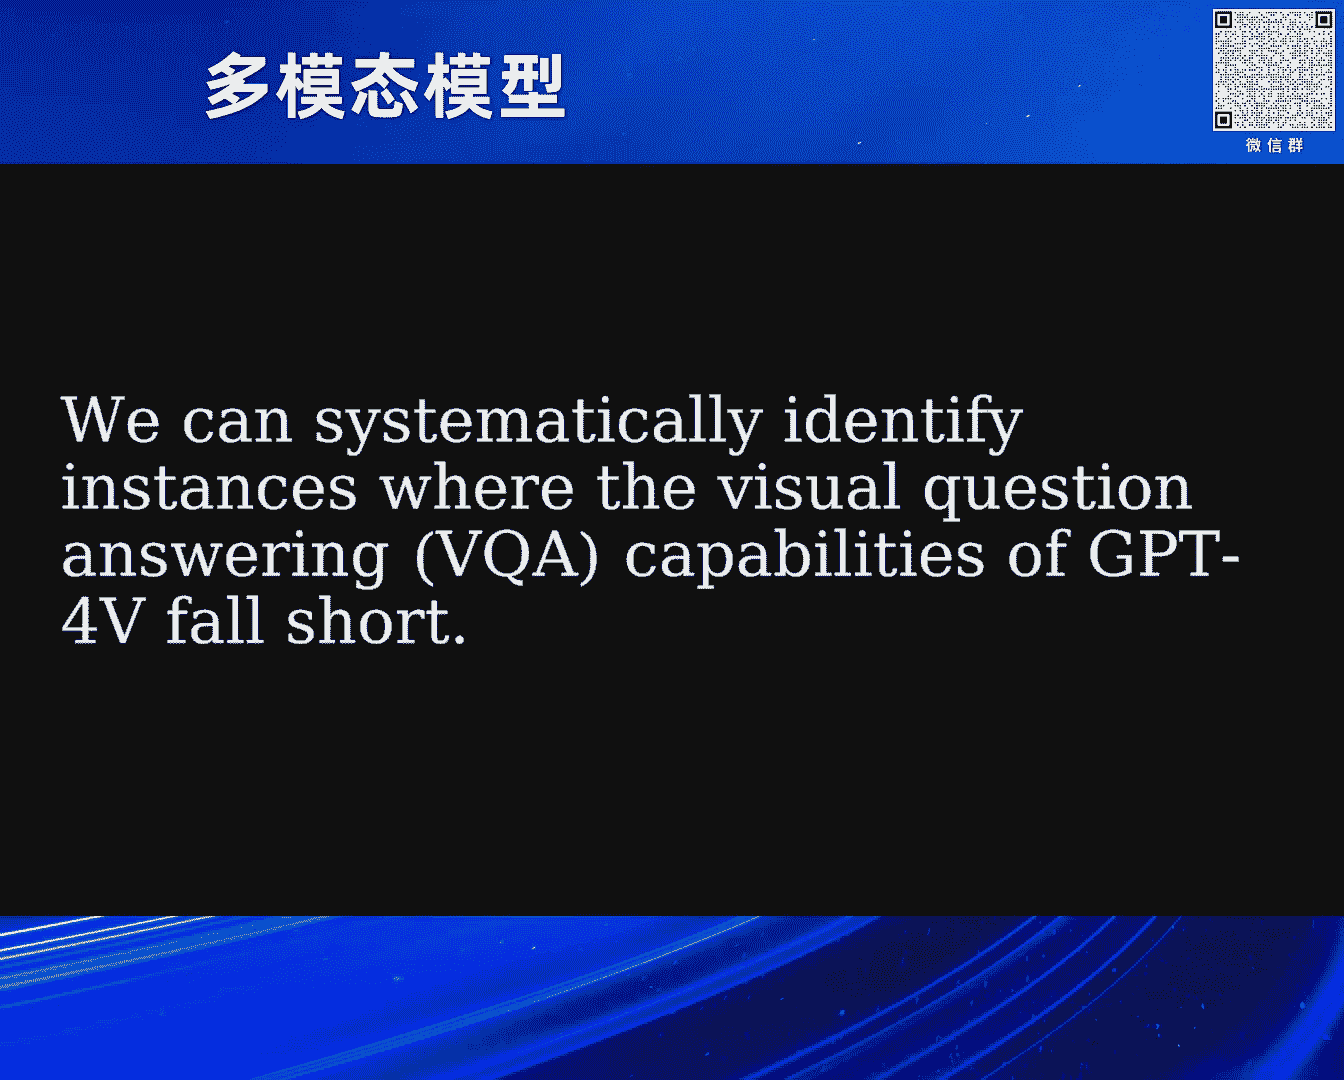 多模态模型
微信群
We can systematically identify
instances where the visual question
answering (VQA) capabilities of GPT-
4V fall short.